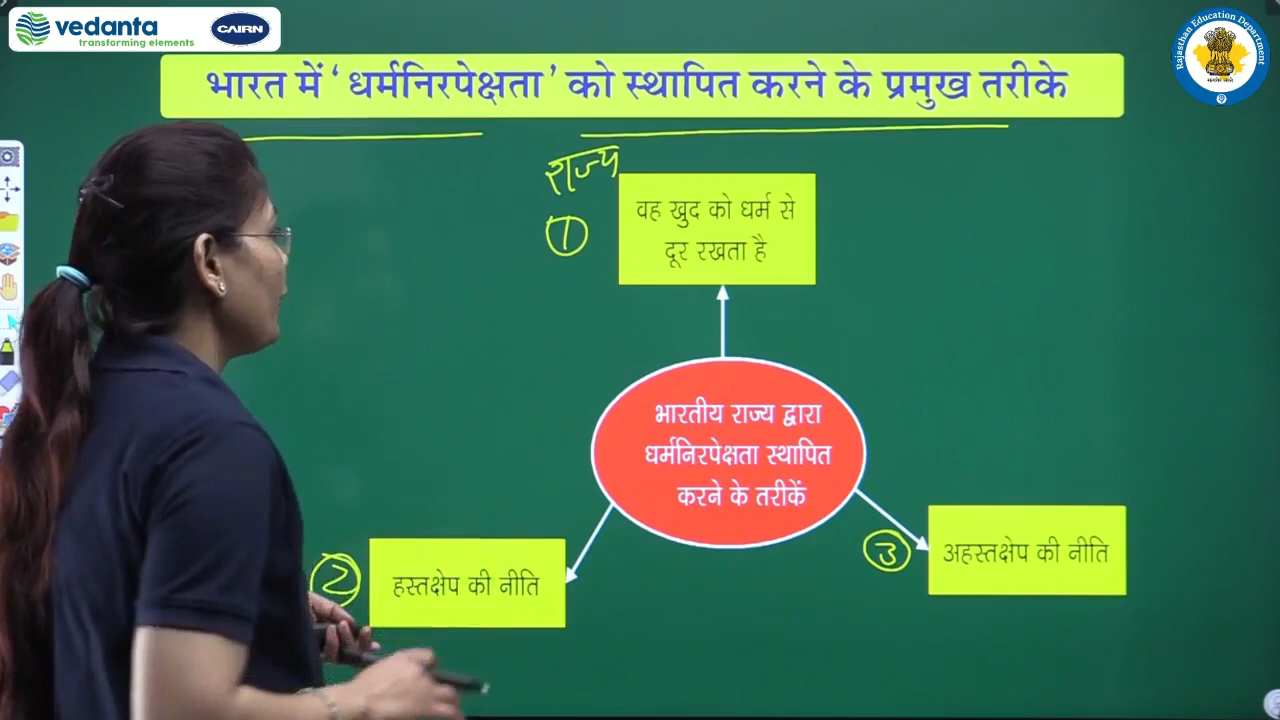 vedanta
transforming elements
CAIRN
Rajasthan Education Department
भारत में ‘ धर्मनिरपेक्षता ’ को स्थापित करने के प्रमुख तरीके
राज्य
1
वह खुद को धर्म से
दूर रखता है
भारतीय राज्य द्वारा
धर्मनिरपेक्षता स्थापित
करने के तरीकें
2
हस्तक्षेप की नीति
3
अहस्तक्षेप की नीति